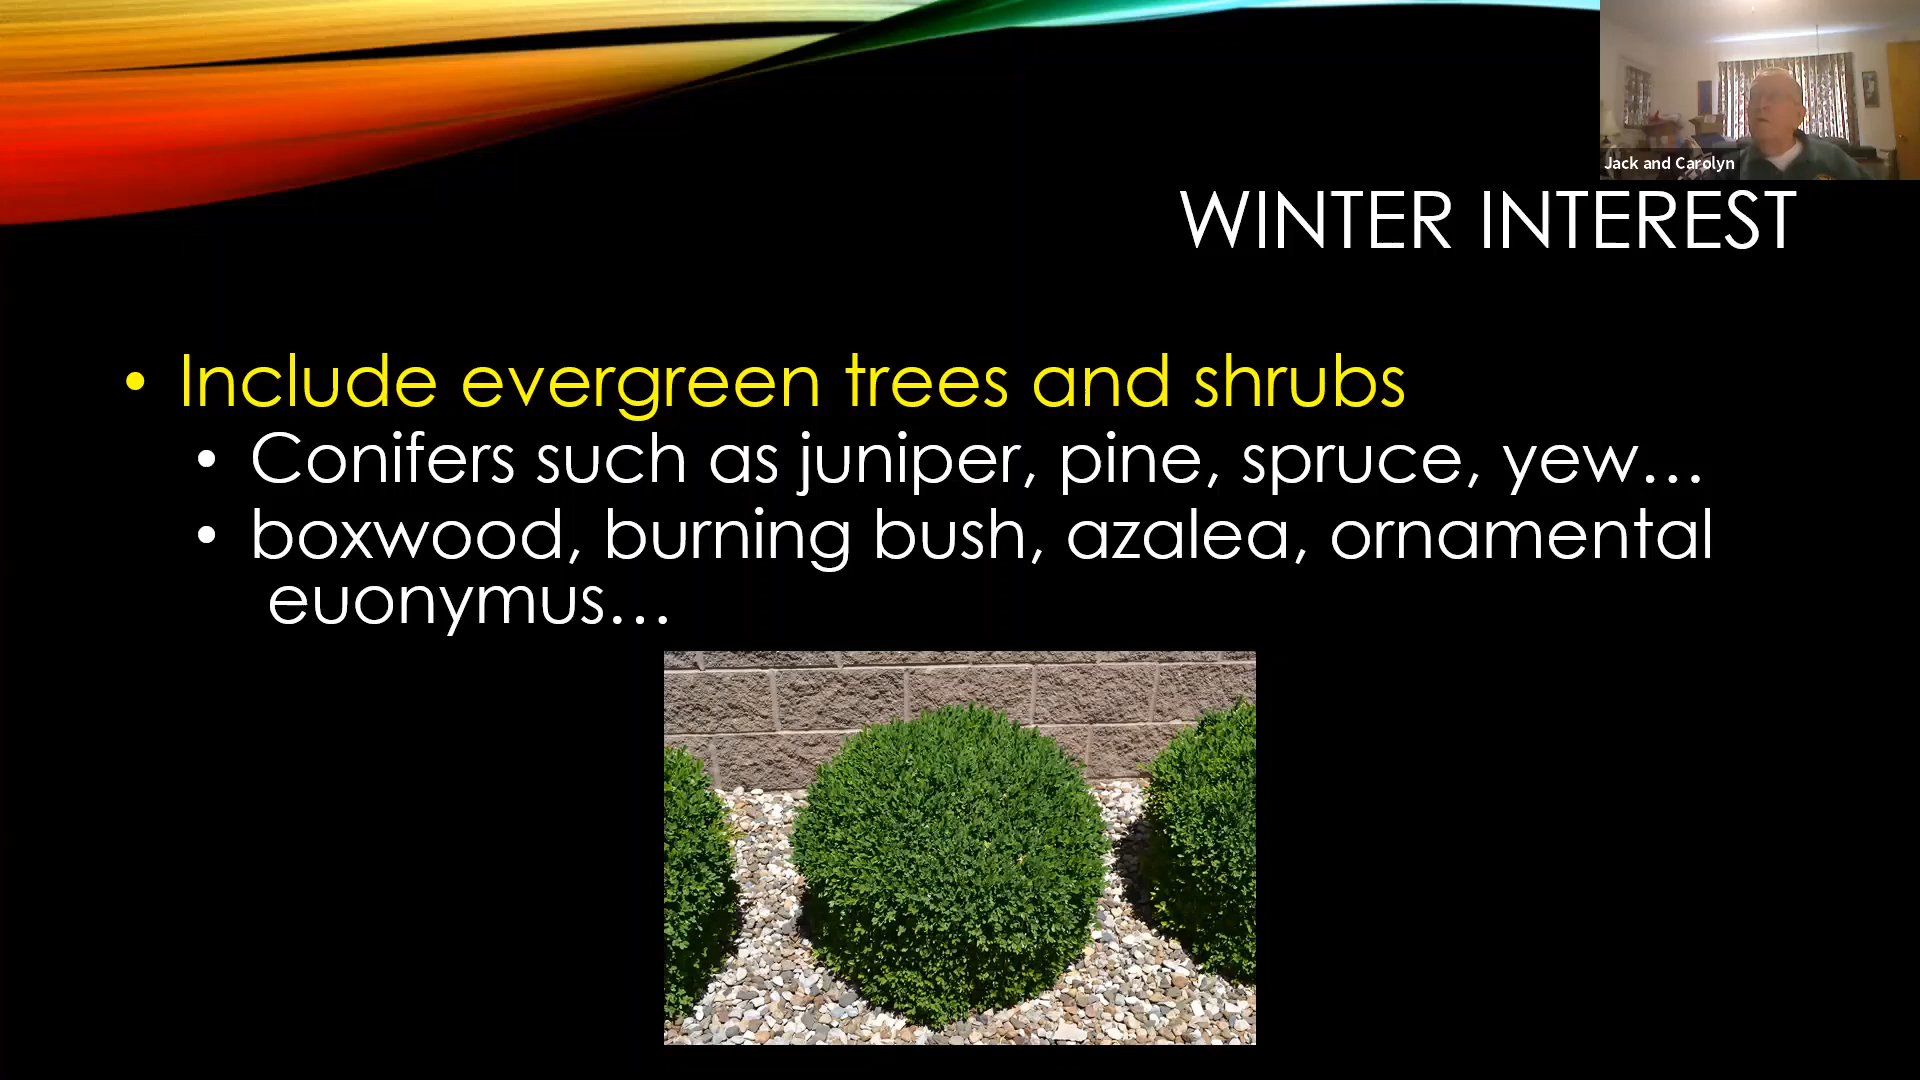 Jack and Carolyn
WINTER INTEREST
• Include evergreen trees and shrubs
• Conifers such as juniper, pine, spruce, yew…
• boxwood, burning bush, azalea, ornamental
euonymus…